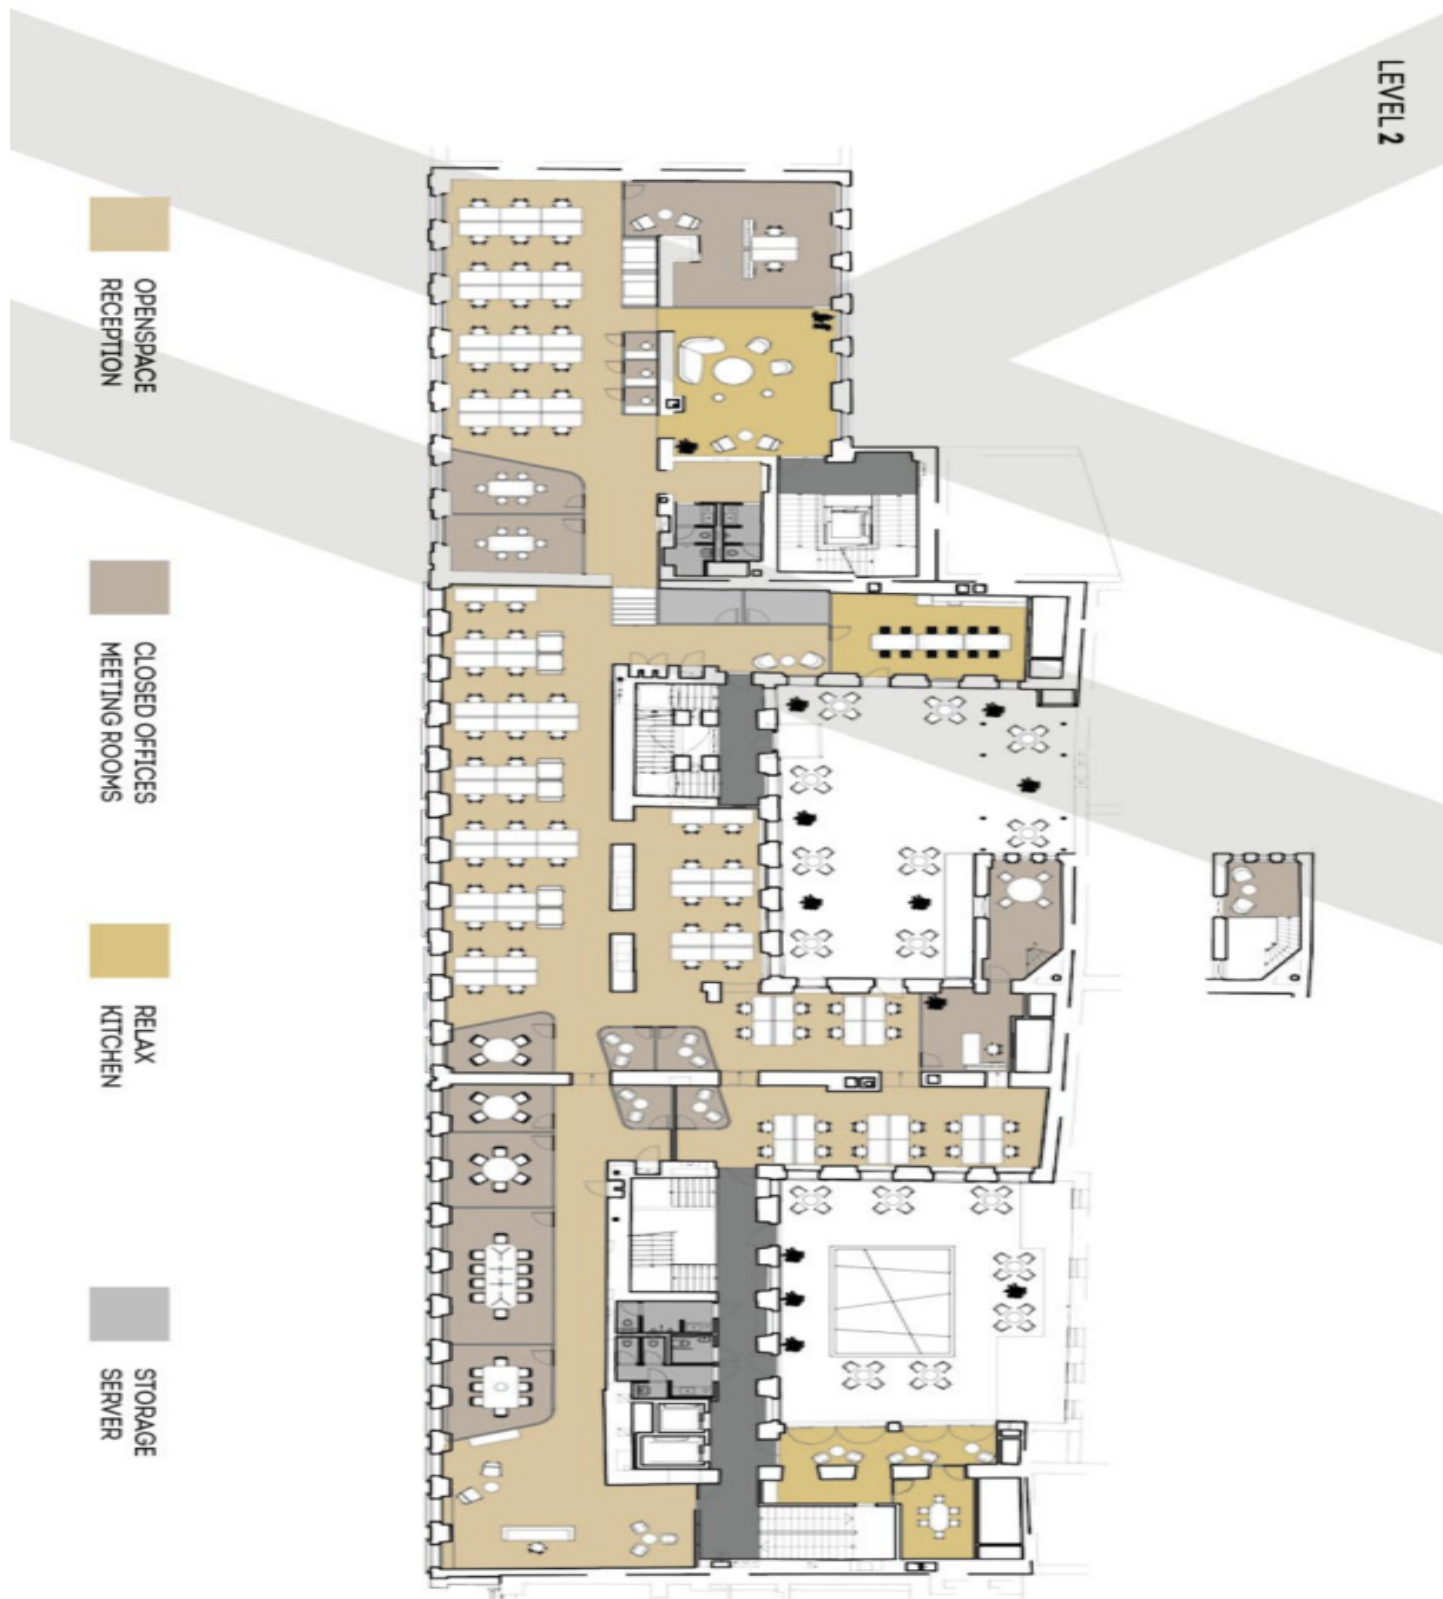 LEVEL 2
OPENSPACE
RECEPTION
CLOSED OFFICES
MEETING ROOMS
RELAX
KITCHEN
STORAGE
SERVER